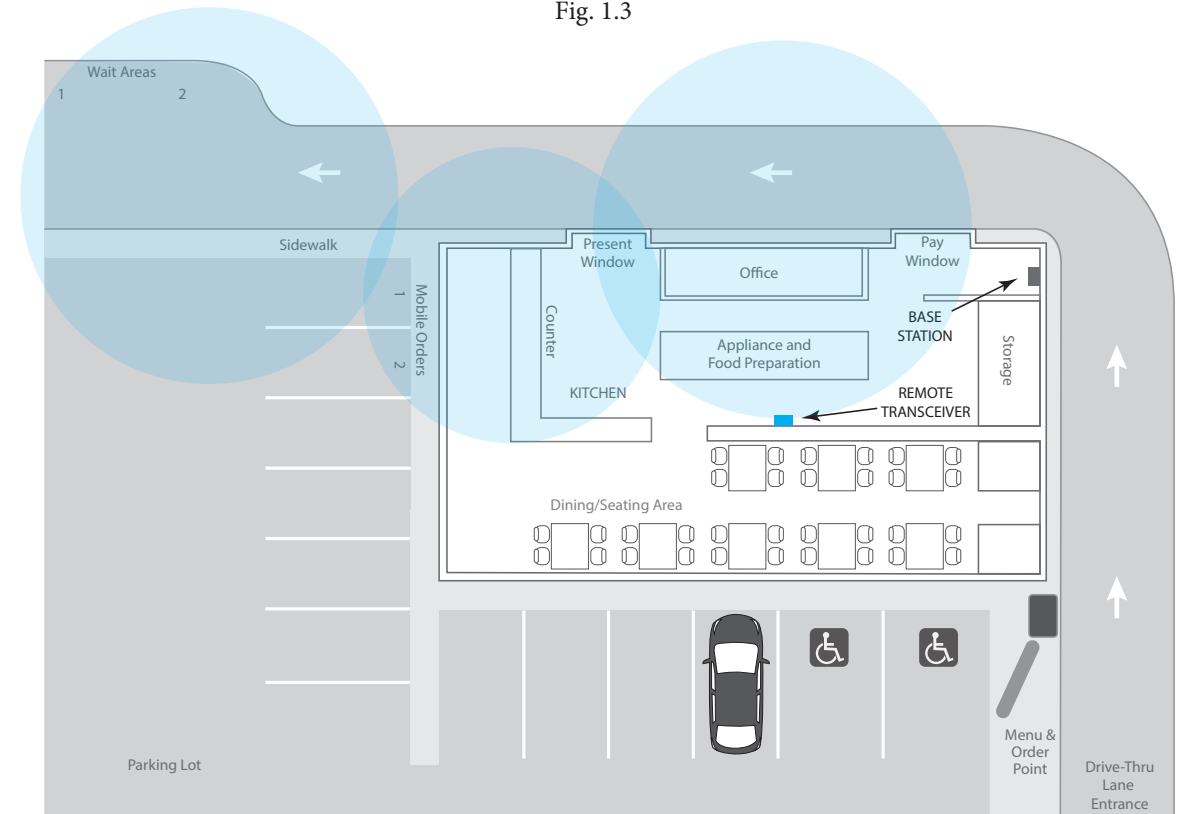 Fig. 1.3
Wait Areas
1
2
Sidewalk
Present
Window
Pay
Window
Office
1
2
Mobile Orders
Counter
BASE
STATION
Storage
Appliance and
Food Preparation
KITCHEN
REMOTE
TRANSCEIVER
Dining/Seating Area
Parking Lot
Menu &
Order
Point
Drive-Thru
Lane
Entrance